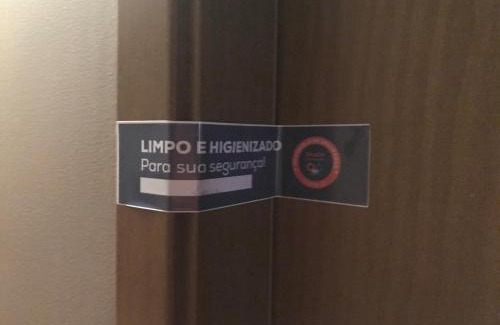 LIMPO E HIGIENIZADO
Para sua segurança!